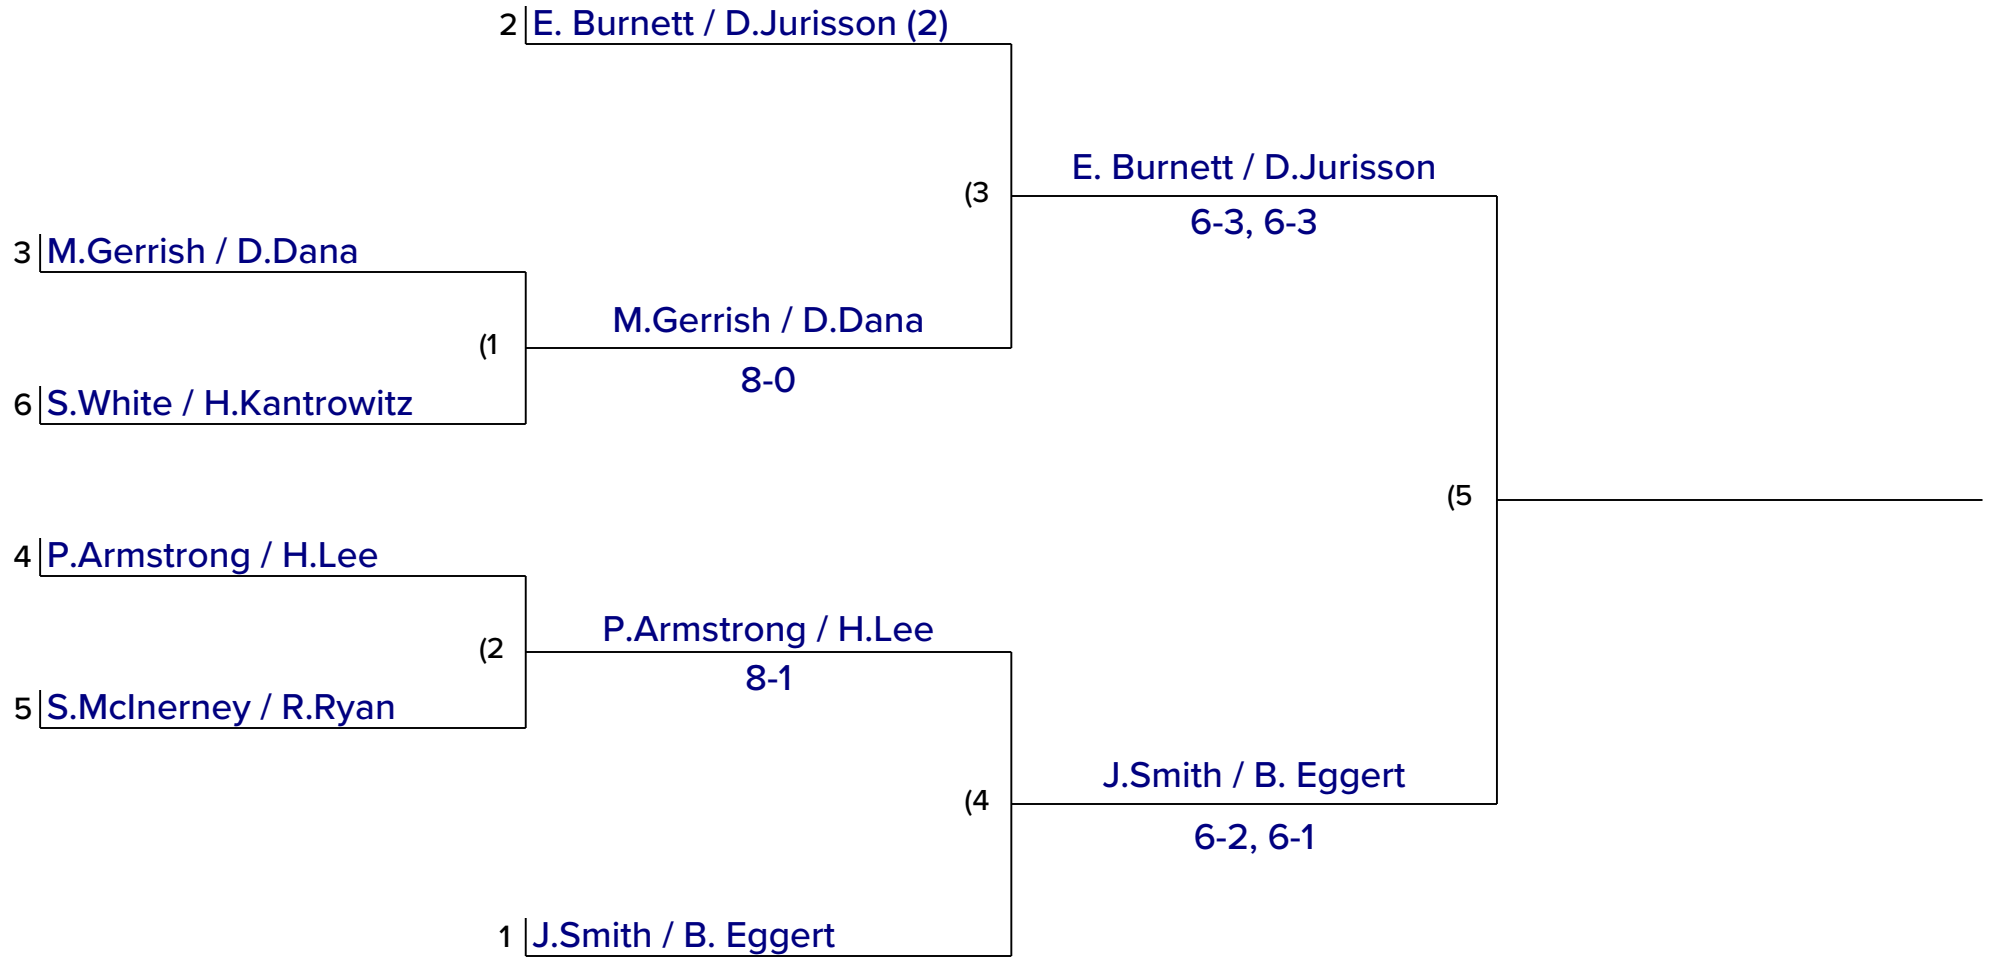 2 E. Burnett / D.Jurisson (2)
(3 E. Burnett / D.Jurisson
6-3, 6-3
3 M.Gerrish / D.Dana
(1 M.Gerrish / D.Dana
8-0
6 S.White / H.Kantrowitz
(5
4 P.Armstrong / H.Lee
(2 P.Armstrong / H.Lee
8-1
5 S.McInerney / R.Ryan
(4 J.Smith / B. Eggert
6-2, 6-1
1 J.Smith / B. Eggert